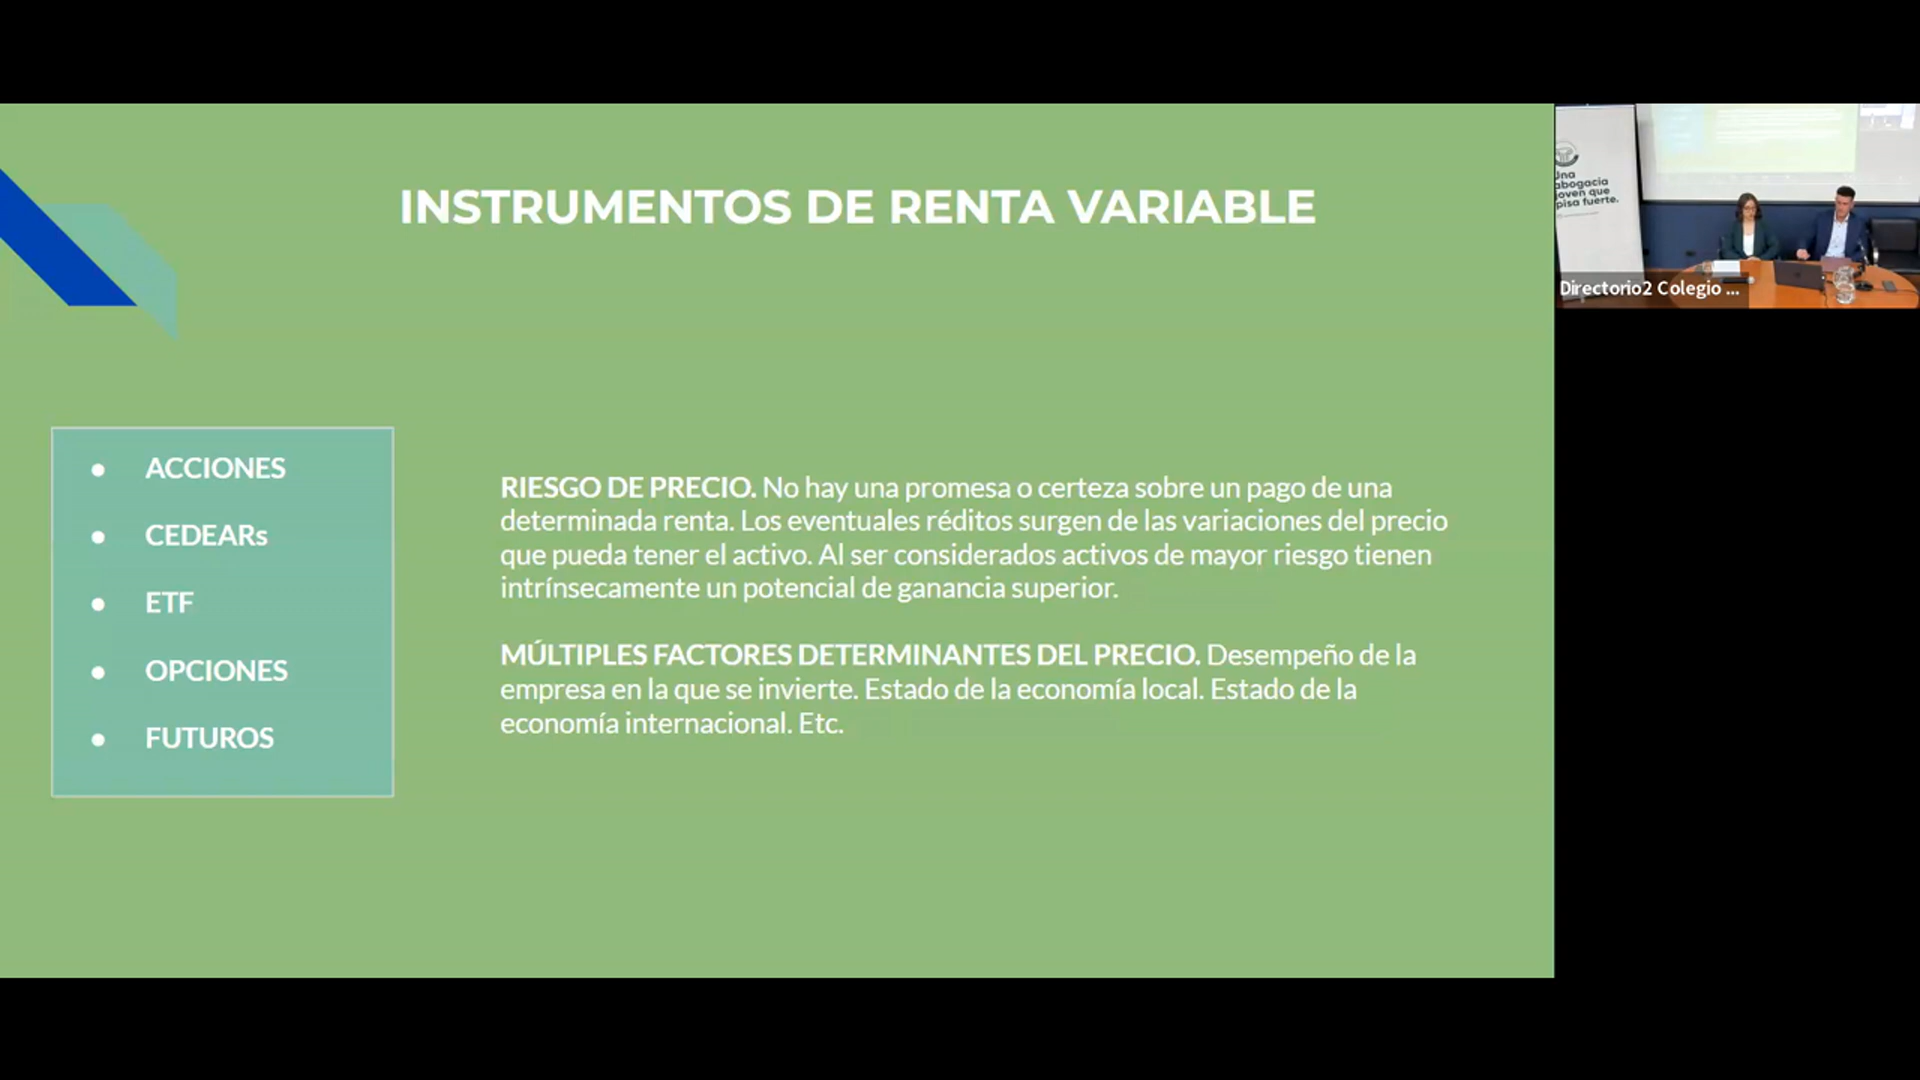 INSTRUMENTOS DE RENTA VARIABLE
● ACCIONES
● CEDEARs
● ETF
● OPCIONES
● FUTUROS
RIESGO DE PRECIO. No hay una promesa o certeza sobre un pago de una
determinada renta. Los eventuales réditos surgen de las variaciones del precio
que pueda tener el activo. Al ser considerados activos de mayor riesgo tienen
intrínsecamente un potencial de ganancia superior.
MÚLTIPLES FACTORES DETERMINANTES DEL PRECIO. Desempeño de la
empresa en la que se invierte. Estado de la economía local. Estado de la
economía internacional. Etc.
Una
abogacia
joven que
pisa fuerte.
Directorio2 Colegio ...